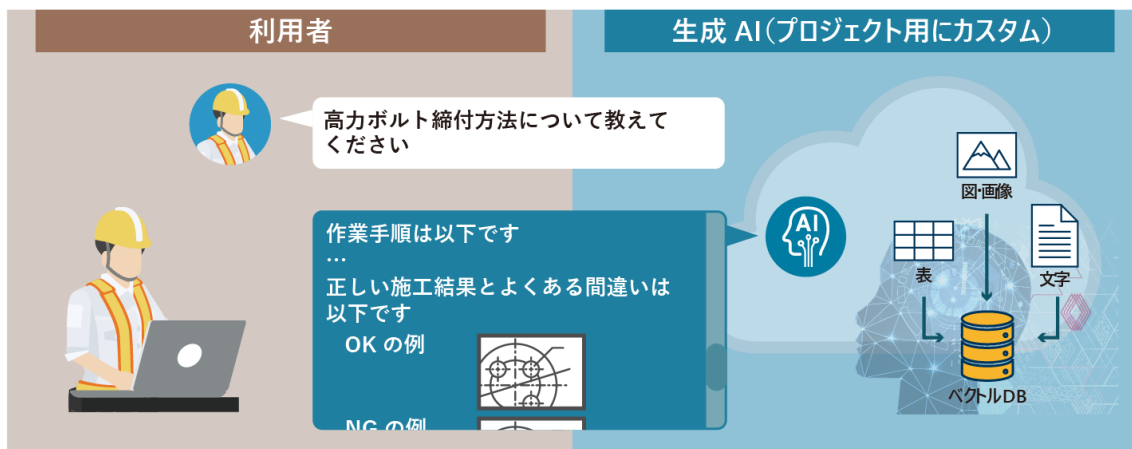 利用者
生成 AI（プロジェクト用にカスタム）
高力ボルト締付方法について教えて
ください
作業手順は以下です
…
正しい施工結果とよくある間違いは
以下です
OK の例
NG の例
AI
図・画像
表
文字
ベクトルDB